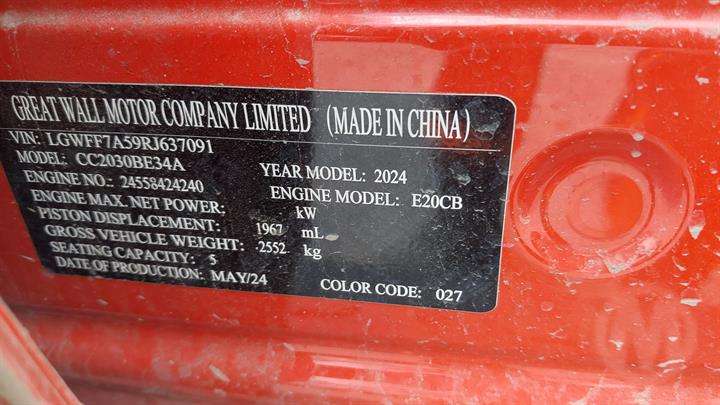 GREAT WALL MOTOR COMPANY LIMITED (MADE IN CHINA)
VIN: LGWFF7A59RJ637091
MODEL: CC2030BE34A YEAR MODEL: 2024
ENGINE NO.: 24558424240 ENGINE MODEL: E20CB
ENGINE MAX. NET POWER: kW
PISTON DISPLACEMENT: 1967 mL
GROSS VEHICLE WEIGHT: 2552 kg
SEATING CAPACITY: 5
DATE OF PRODUCTION: MAY/24 COLOR CODE: 027
M